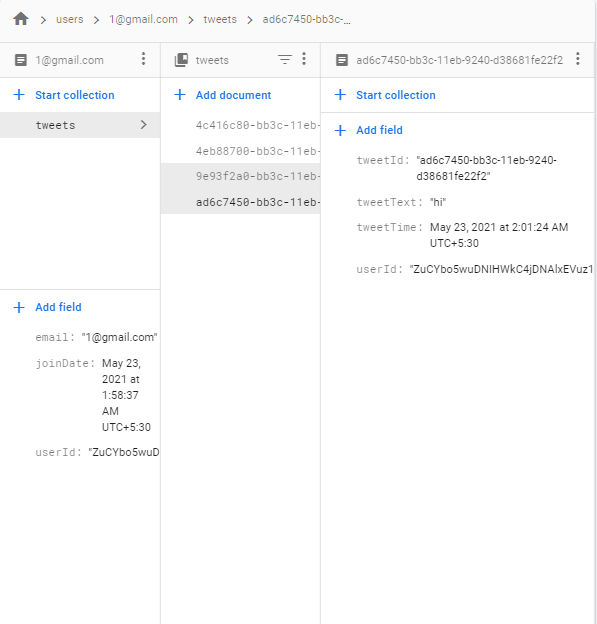 users > 1@gmail.com > tweets > ad6c7450-bb3c-…
1@gmail.com
Start collection
tweets
Add field
email: "1@gmail.com"
joinDate: May 23,
2021 at
1:58:37
AM
UTC+5:30
userId: "ZuCYbo5wuD
tweets
Add document
4c416c80-bb3c-11eb-
4eb88700-bb3c-11eb-
9e93f2a0-bb3c-11eb-
ad6c7450-bb3c-11eb-
ad6c7450-bb3c-11eb-9240-d38681fe22f2
Start collection
Add field
tweetId: "ad6c7450-bb3c-11eb-9240-
d38681fe22f2"
tweetText: "hi"
tweetTime: May 23, 2021 at 2:01:24 AM
UTC+5:30
userId: "ZuCYbo5wuDNIHWkC4jDNAlxEVuz1